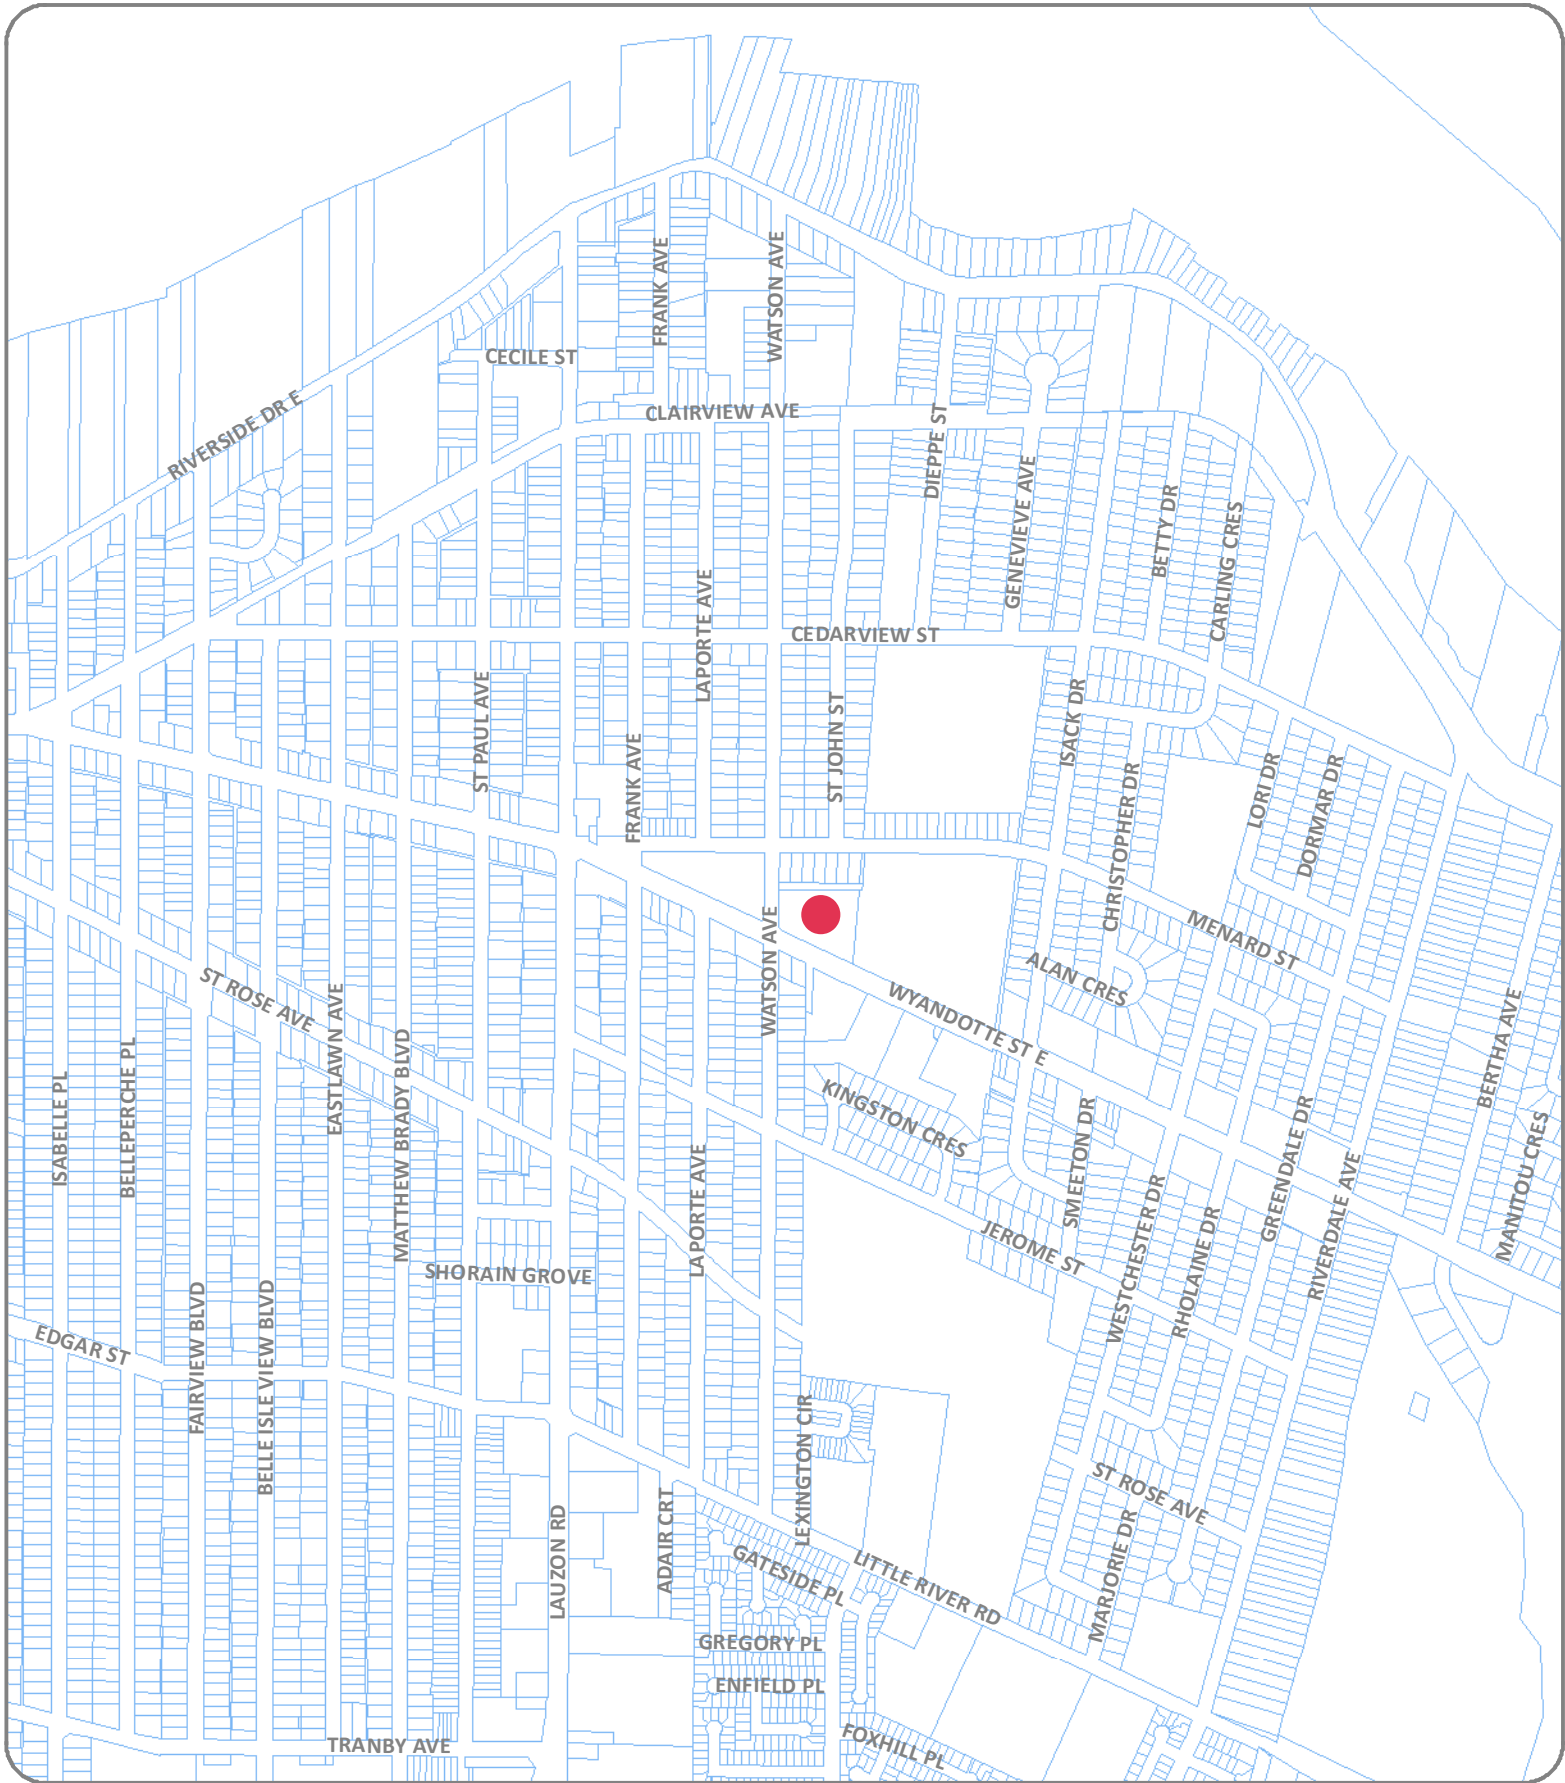 FRANK AVE
WATSON AVE
CECILE ST
RIVERSIDE DR E
CLAIRVIEW AVE
DIEPPE ST
GENEVIEVE AVE
BETTY DR
CARLING CRES
LAPORTE AVE
CEDARVIEW ST
ST PAUL AVE
ISACK DR
ST JOHN ST
FRANK AVE
LORI DR
DORMAR DR
CHRISTOPHER DR
MENARD ST
WATSON AVE
ALAN CRES
ST ROSE AVE
EASTLAWN AVE
WYANDOTTE ST E
BERTHA AVE
ISABELLE PL
BELLEPERCHE PL
MATTHEW BRADY BLVD
KINGSTON CRES
SMEETON DR
GREENDALE DR
MANITOU CRES
LAPORTE AVE
WESTCHESTER DR
RHOLAINE DR
RIVERDALE AVE
JEROME ST
SHORAIN GROVE
EDGAR ST
FAIRVIEW BLVD
BELLE ISLE VIEW BLVD
LEXINGTON CIR
ST ROSE AVE
LAUZON RD
ADAIR CRT
GATESIDE PL
LITTLE RIVER RD
MARJORIE DR
GREGORY PL
ENFIELD PL
TRANBY AVE
FOXHILL PL